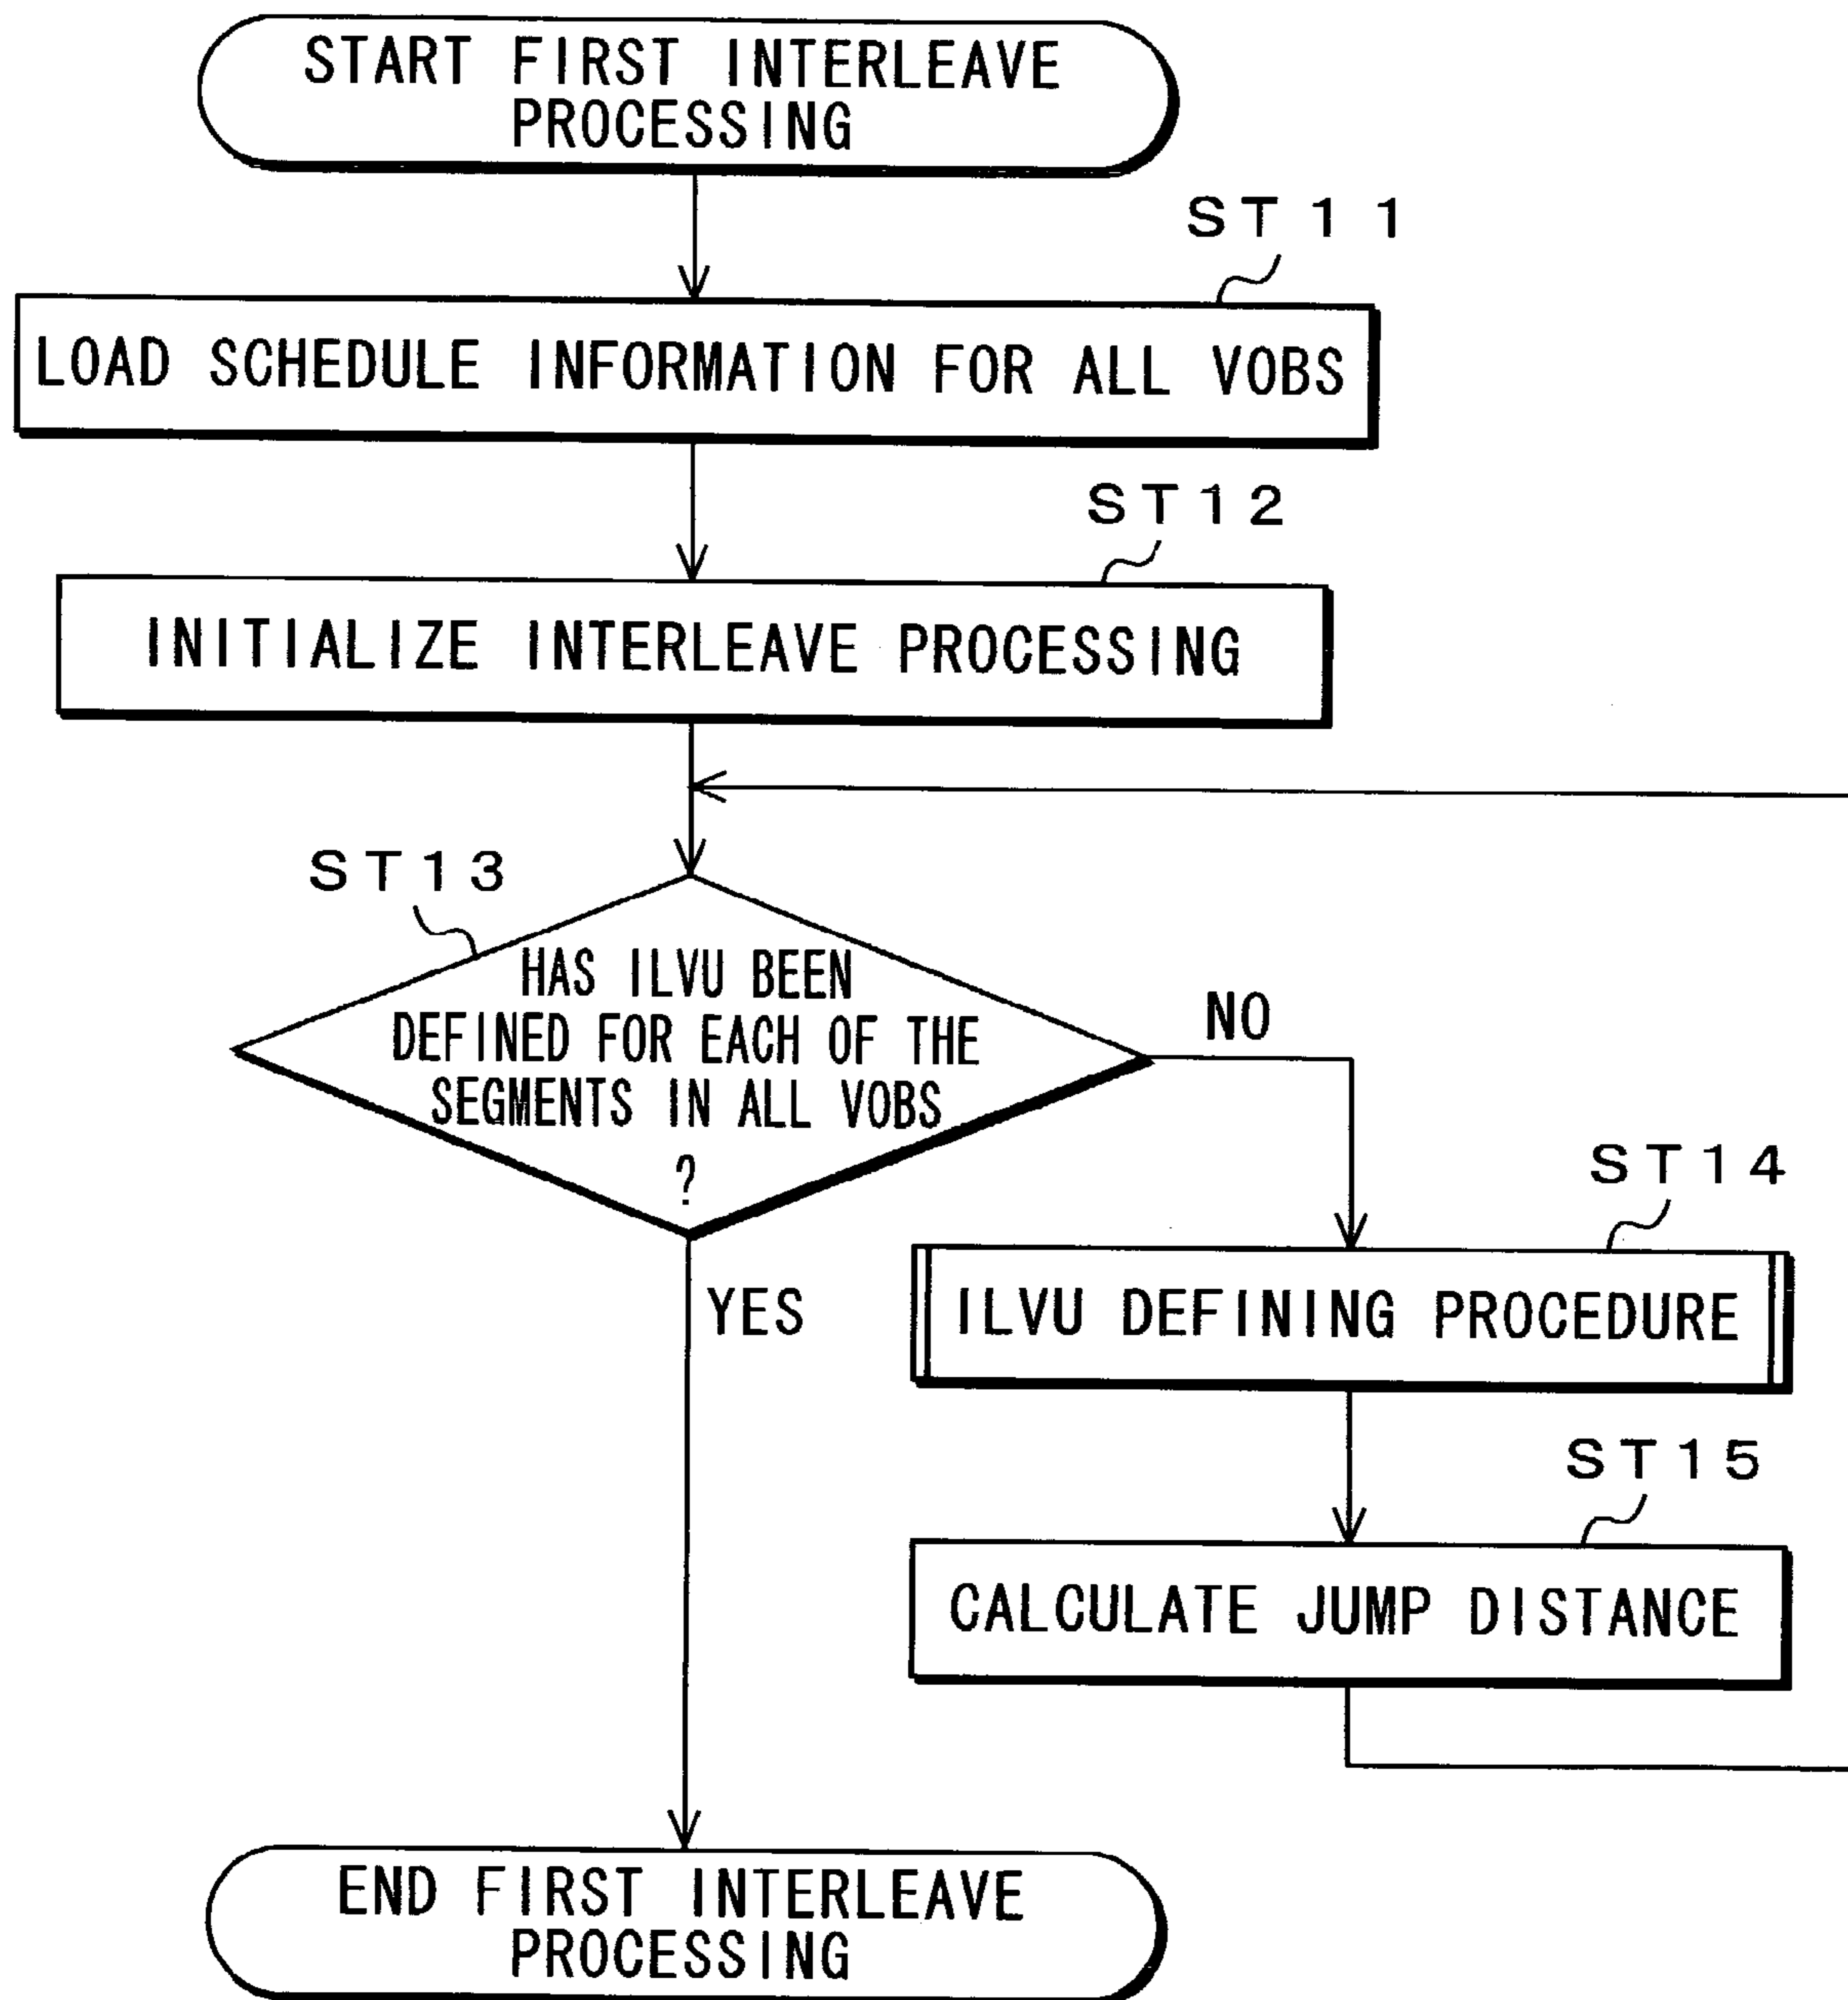 START FIRST INTERLEAVE
PROCESSING
ST11
LOAD SCHEDULE INFORMATION FOR ALL VOBS
ST12
INITIALIZE INTERLEAVE PROCESSING
ST13
HAS ILVU BEEN
DEFINED FOR EACH OF THE
SEGMENTS IN ALL VOBS
?
NO
YES
ST14
ILVU DEFINING PROCEDURE
ST15
CALCULATE JUMP DISTANCE
END FIRST INTERLEAVE
PROCESSING